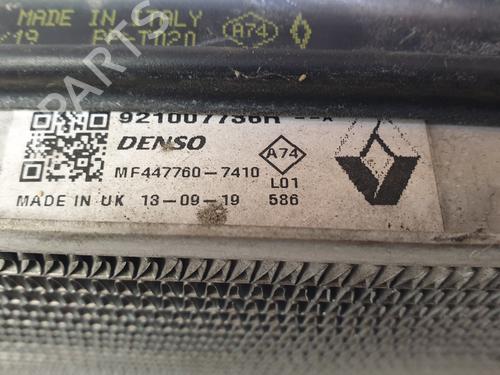 MADE IN ITALY
A74
921007736R --A
DENSO
MF447760-7410
A74
L01
MADE IN UK 13-09-19 586